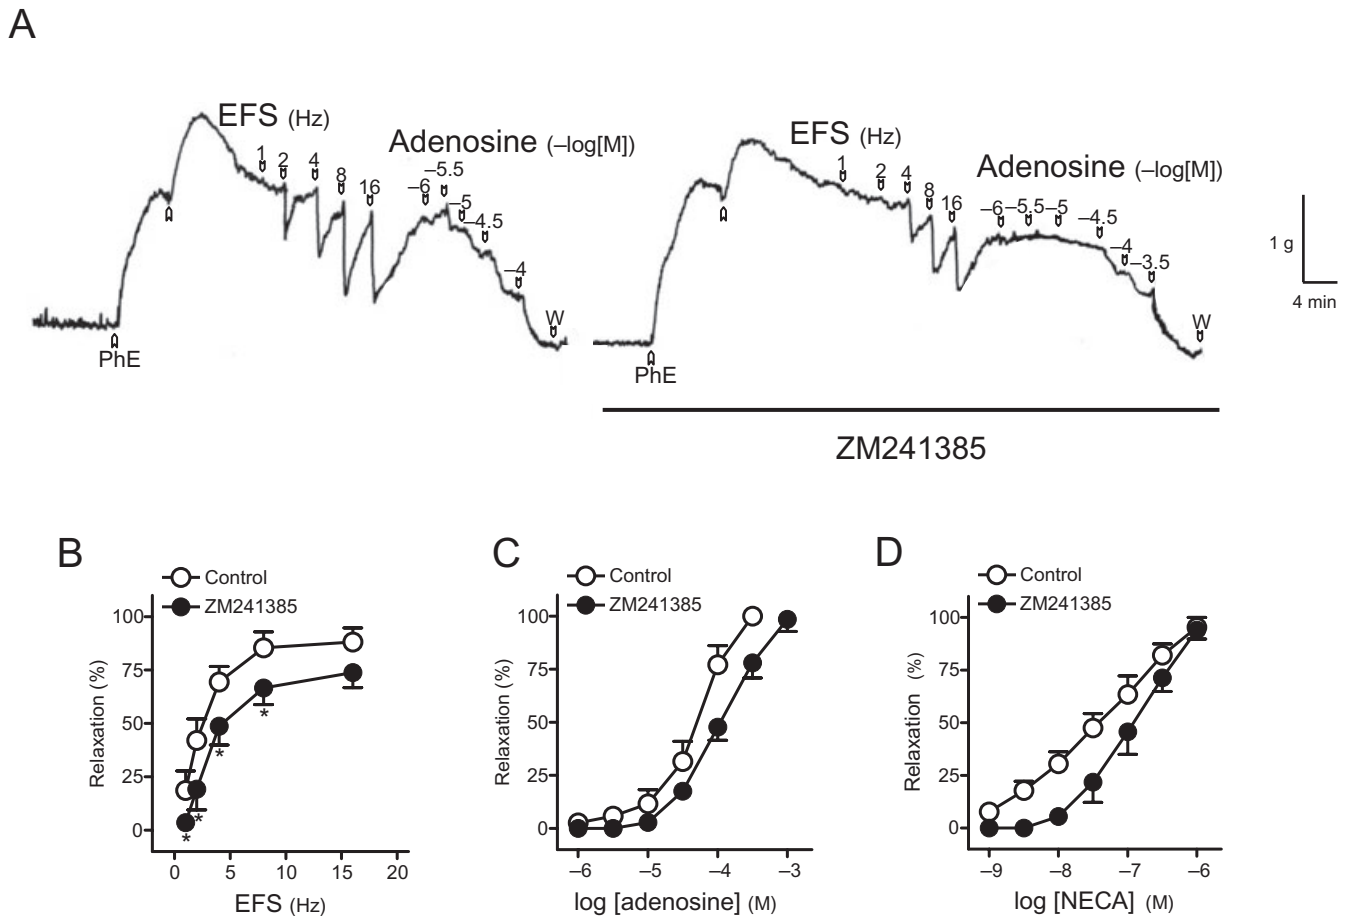 A
EFS (Hz)
1 2 4 8 16
Adenosine (–log[M])
–6 –5.5 –5 –4.5 –4
W
PhE
EFS (Hz)
1 2 4 8 16
Adenosine (–log[M])
–6 –5.5 –5 –4.5 –4 –3.5
W
PhE
1 g
4 min
ZM241385
B
Control
ZM241385
Relaxation (%)
100
75
50
25
0
* * * *
0 5 10 15 20
EFS (Hz)
C
Control
ZM241385
Relaxation (%)
100
75
50
25
0
–6 –5 –4 –3
log [adenosine] (M)
D
Control
ZM241385
Relaxation (%)
100
75
50
25
0
–9 –8 –7 –6
log [NECA] (M)